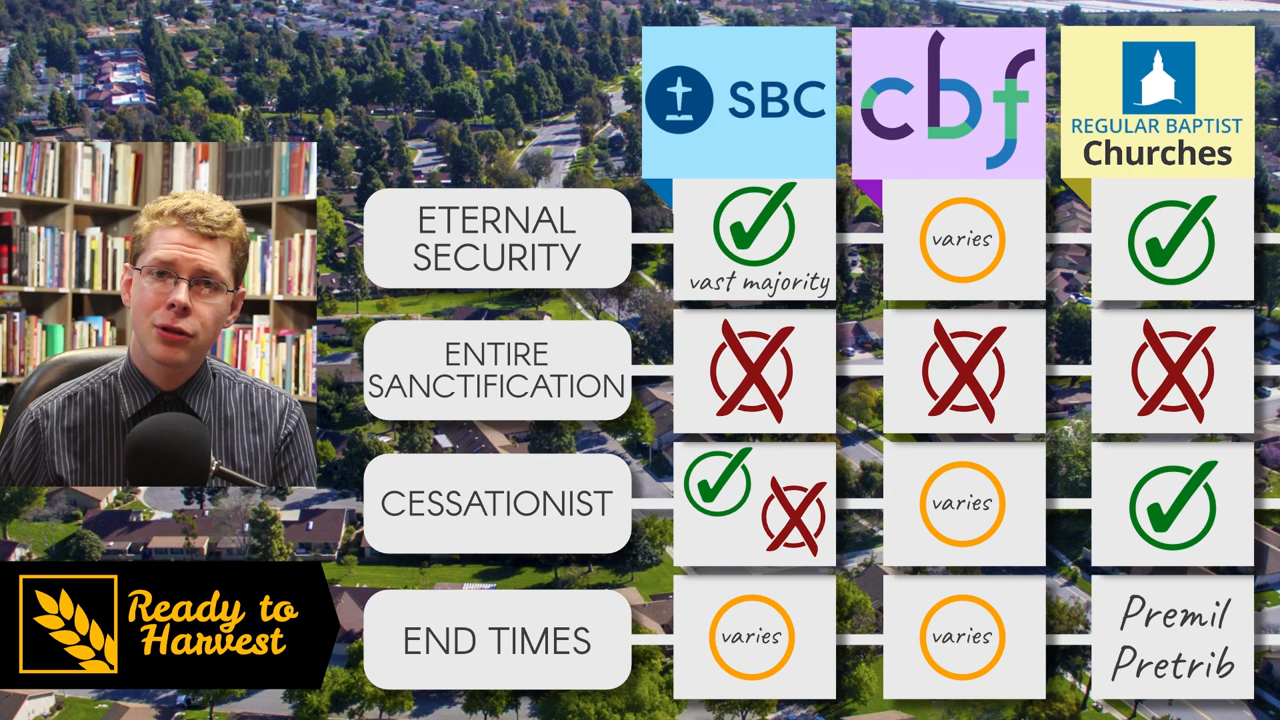 SBC
cbf
REGULAR BAPTIST
Churches
ETERNAL
SECURITY
vast majority
varies
ENTIRE
SANCTIFICATION
CESSATIONIST
varies
END TIMES
varies
varies
Premil
Pretrib
Ready to
Harvest